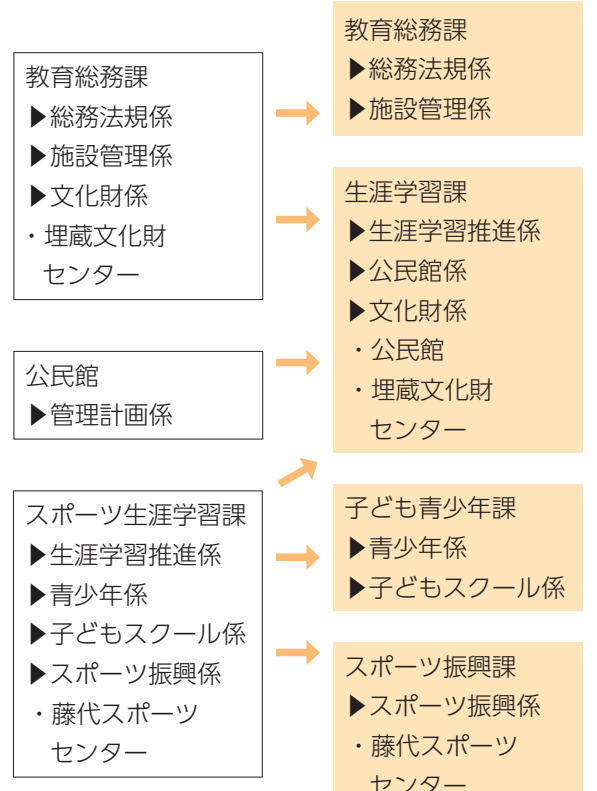 教育総務課
▶総務法規係
▶施設管理係
▶文化財係
・埋蔵文化財
センター
公民館
▶管理計画係
スポーツ生涯学習課
▶生涯学習推進係
▶青少年係
▶子どもスクール係
▶スポーツ振興係
・藤代スポーツ
センター
教育総務課
▶総務法規係
▶施設管理係
生涯学習課
▶生涯学習推進係
▶公民館係
▶文化財係
・公民館
・埋蔵文化財
センター
子ども青少年課
▶青少年係
▶子どもスクール係
スポーツ振興課
▶スポーツ振興係
・藤代スポーツ
センター